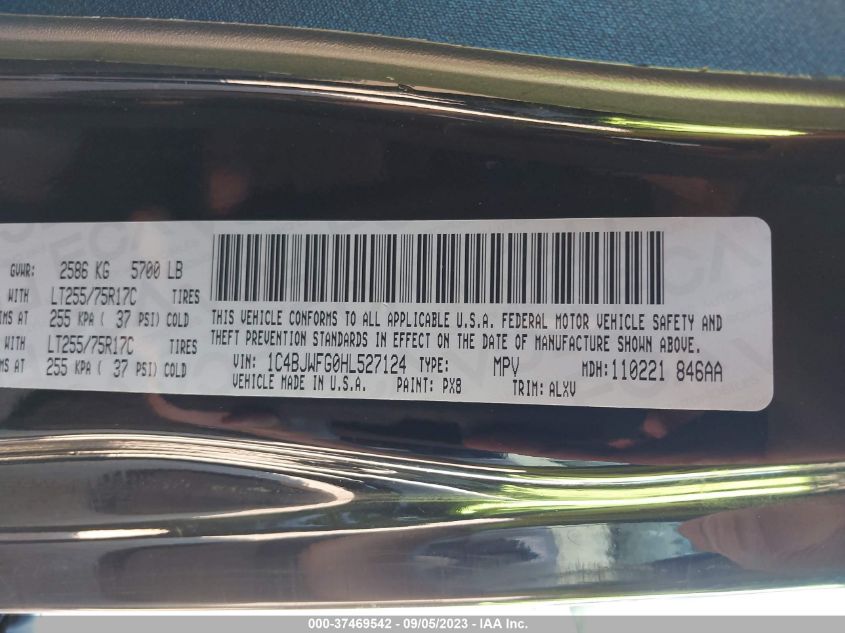 GVWR: 2586 KG 5700 LB
WITH LT255/75R17C TIRES
MS AT 255 KPA ( 37 PSI) COLD
WITH LT255/75R17C TIRES
MS AT 255 KPA ( 37 PSI) COLD
THIS VEHICLE CONFORMS TO ALL APPLICABLE U.S.A. FEDERAL MOTOR VEHICLE SAFETY AND
THEFT PREVENTION STANDARDS IN EFFECT ON THE DATE OF MANUFACTURE SHOWN ABOVE.
VIN: 1C4BJWFG0HL527124 TYPE: MPV MDH:110221 846AA
VEHICLE MADE IN U.S.A. PAINT: PX8 TRIM: ALXV
000-37469542 - 09/05/2023 - IAA Inc.